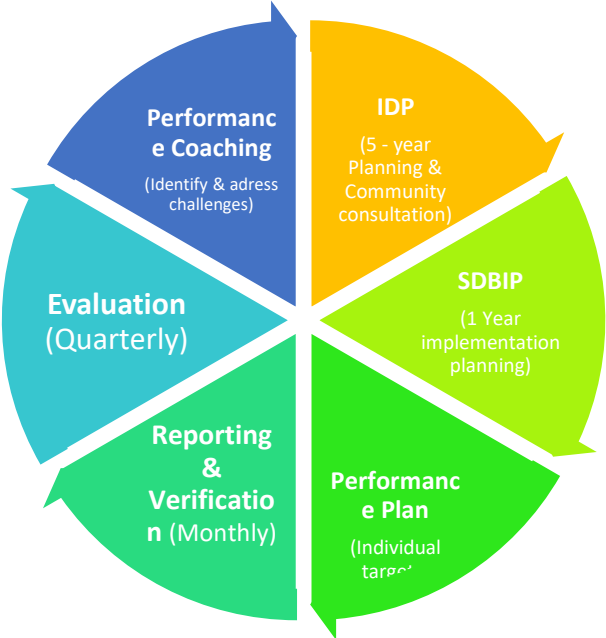 IDP
(5 - year
Planning &
Community
consultation)
SDBIP
(1 Year
implementation
planning)
Performanc
e Plan
(Individual
Reporting
&
Verificatio
n (Monthly)
Evaluation
(Quarterly)
Performanc
e Coaching
(Identify & adress
challenges)